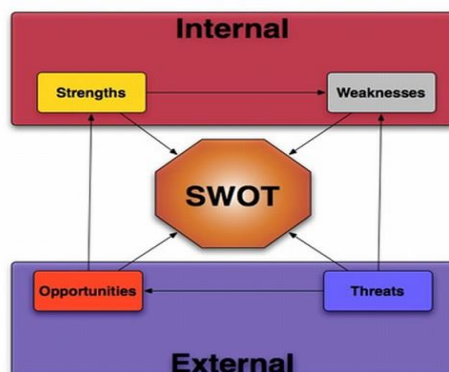 Internal
Strengths
Weaknesses
SWOT
Opportunities
Threats
External